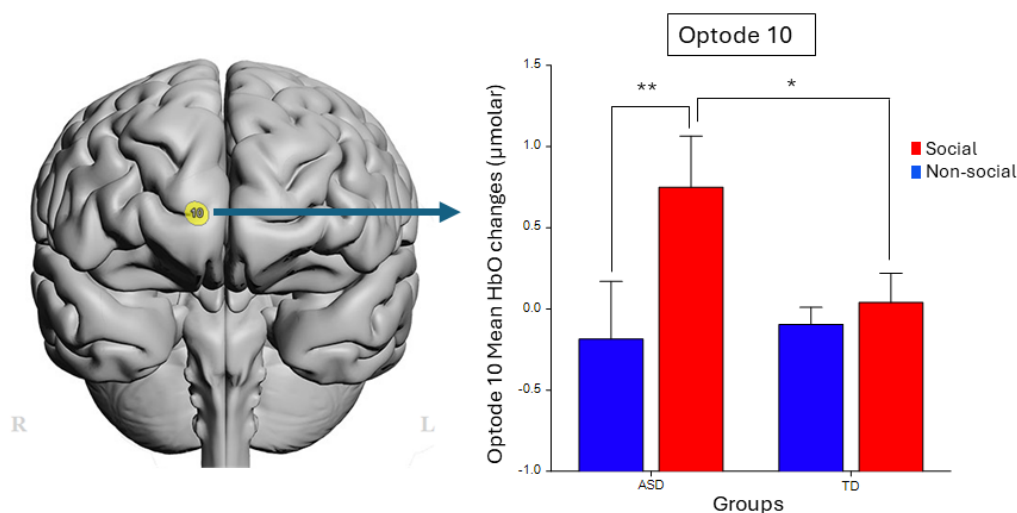 10
R
L
Optode 10
Optode 10 Mean HbO changes (μmolar)
1.5
1.0
0.5
0.0
-0.5
-1.0
**
*
Social
Non-social
ASD
TD
Groups